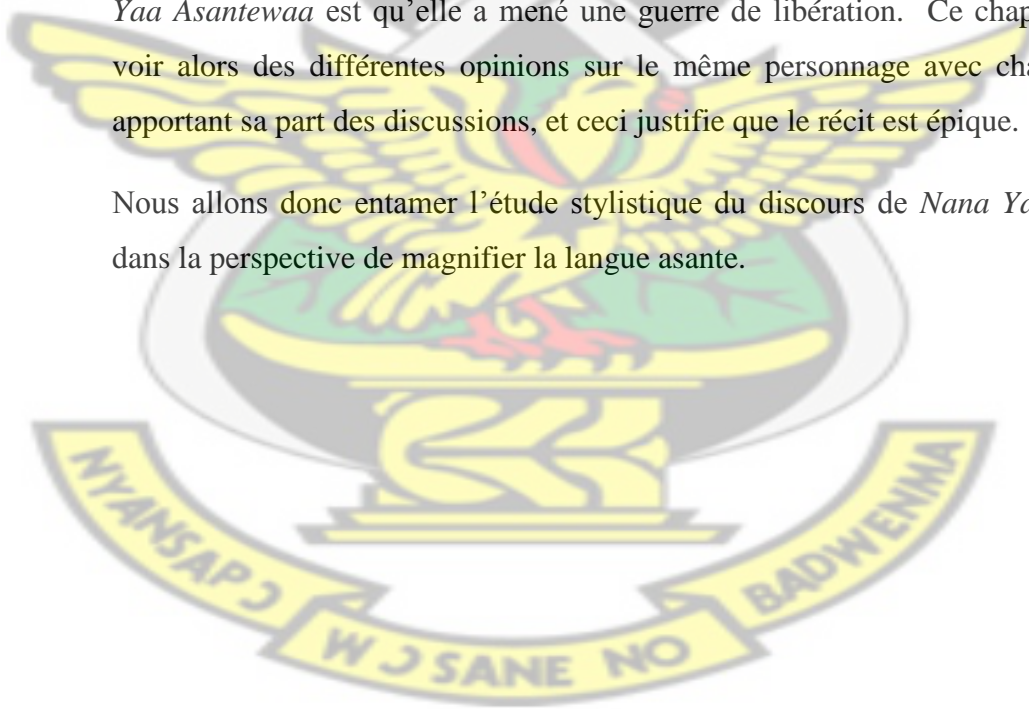 Yaa Asantewaa est qu'elle a mené une guerre de libération. Ce chap
voir alors des différentes opinions sur le même personnage avec cha
apportant sa part des discussions, et ceci justifie que le récit est épique.
Nous allons donc entamer l'étude stylistique du discours de Nana Ya
dans la perspective de magnifier la langue asante.
NYANSAPƆ
WƆSANE NO
BADWENMA